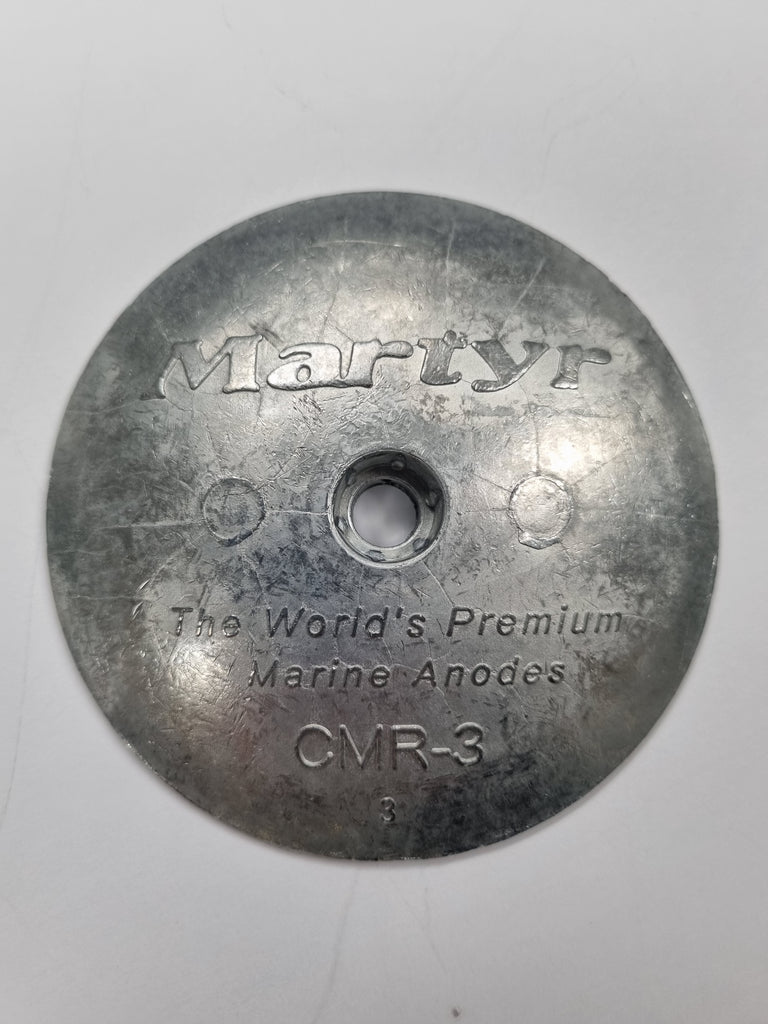 Martyr
The World's Premium
Marine Anodes
CMR-3
3